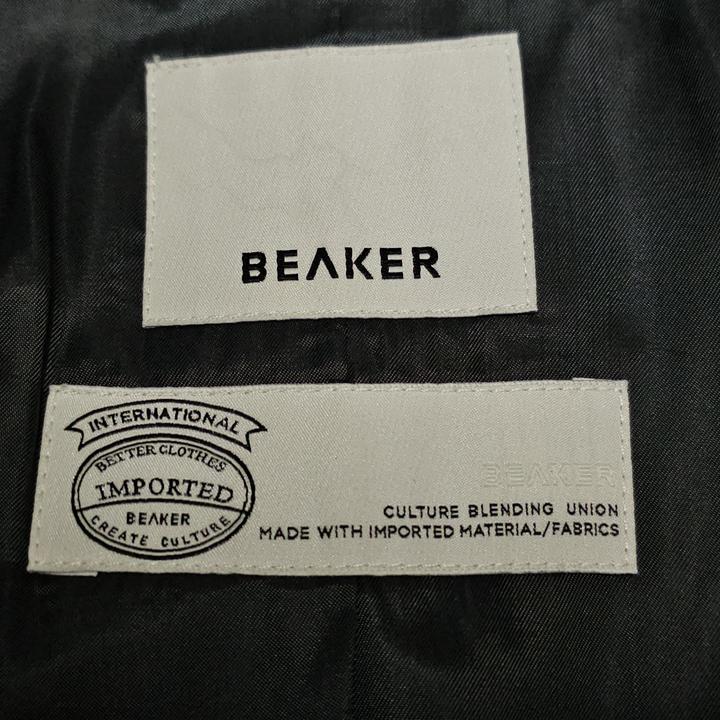 BEAKER
INTERNATIONAL
BETTER CLOTHES
IMPORTED
BEAKER
CREATE CULTURE
BEAKER
CULTURE BLENDING UNION
MADE WITH IMPORTED MATERIAL/FABRICS